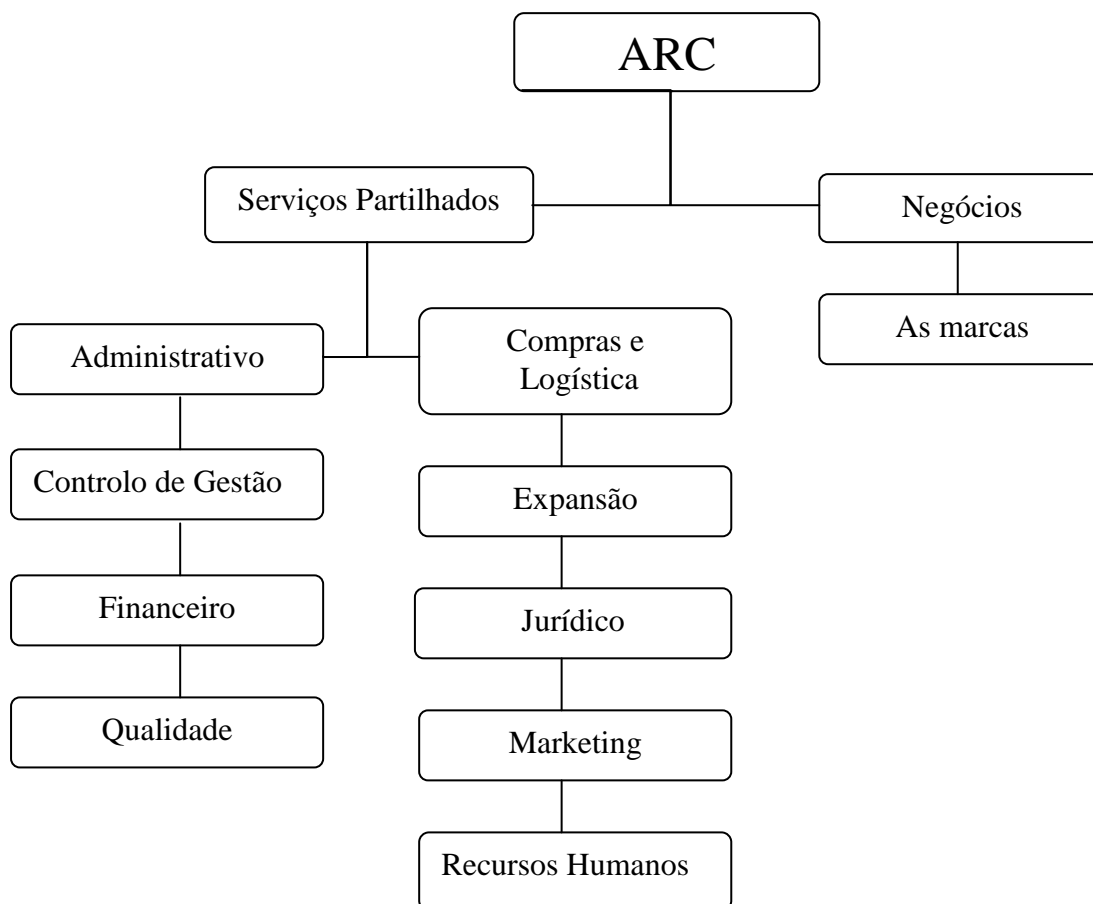 ARC
Serviços Partilhados
Negócios
Administrativo
Compras e
Logística
As marcas
Controlo de Gestão
Expansão
Financeiro
Jurídico
Qualidade
Marketing
Recursos Humanos